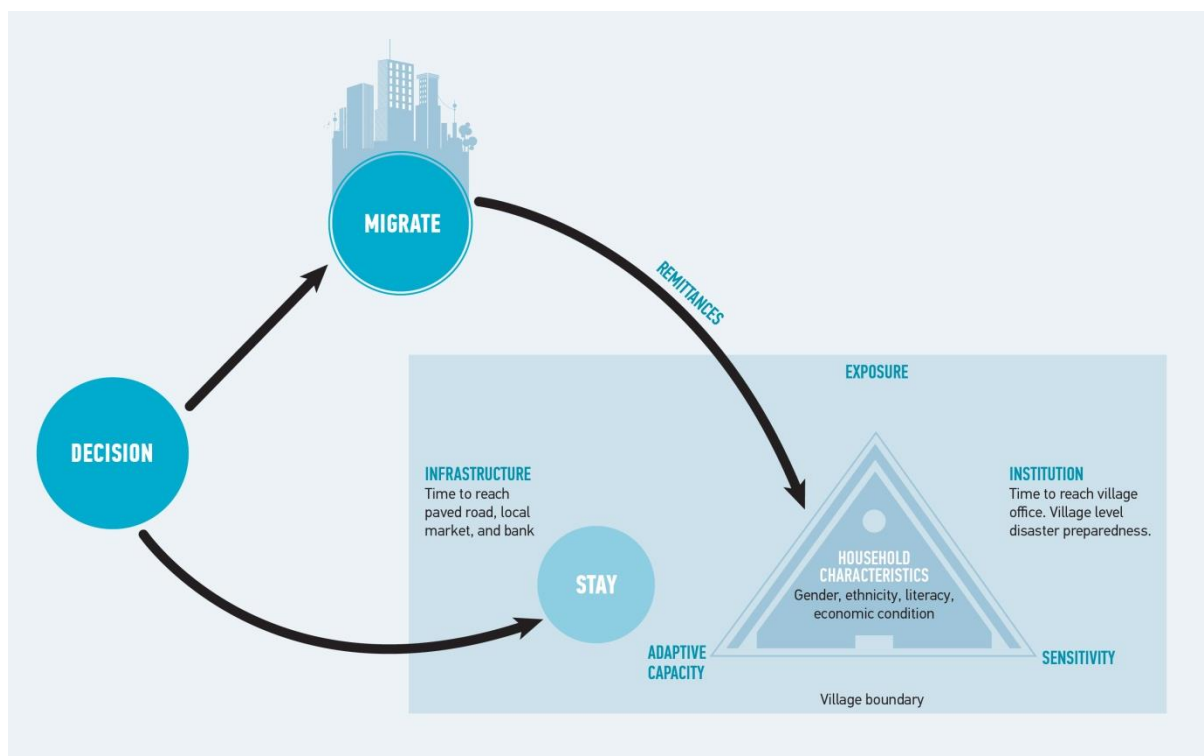 MIGRATE
REMITTANCES
EXPOSURE
DECISION
INFRASTRUCTURE
Time to reach
paved road, local
market, and bank
INSTITUTION
Time to reach village
office. Village level
disaster preparedness.
STAY
HOUSEHOLD
CHARACTERISTICS
Gender, ethnicity, literacy,
economic condition
ADAPTIVE
CAPACITY
SENSITIVITY
Village boundary